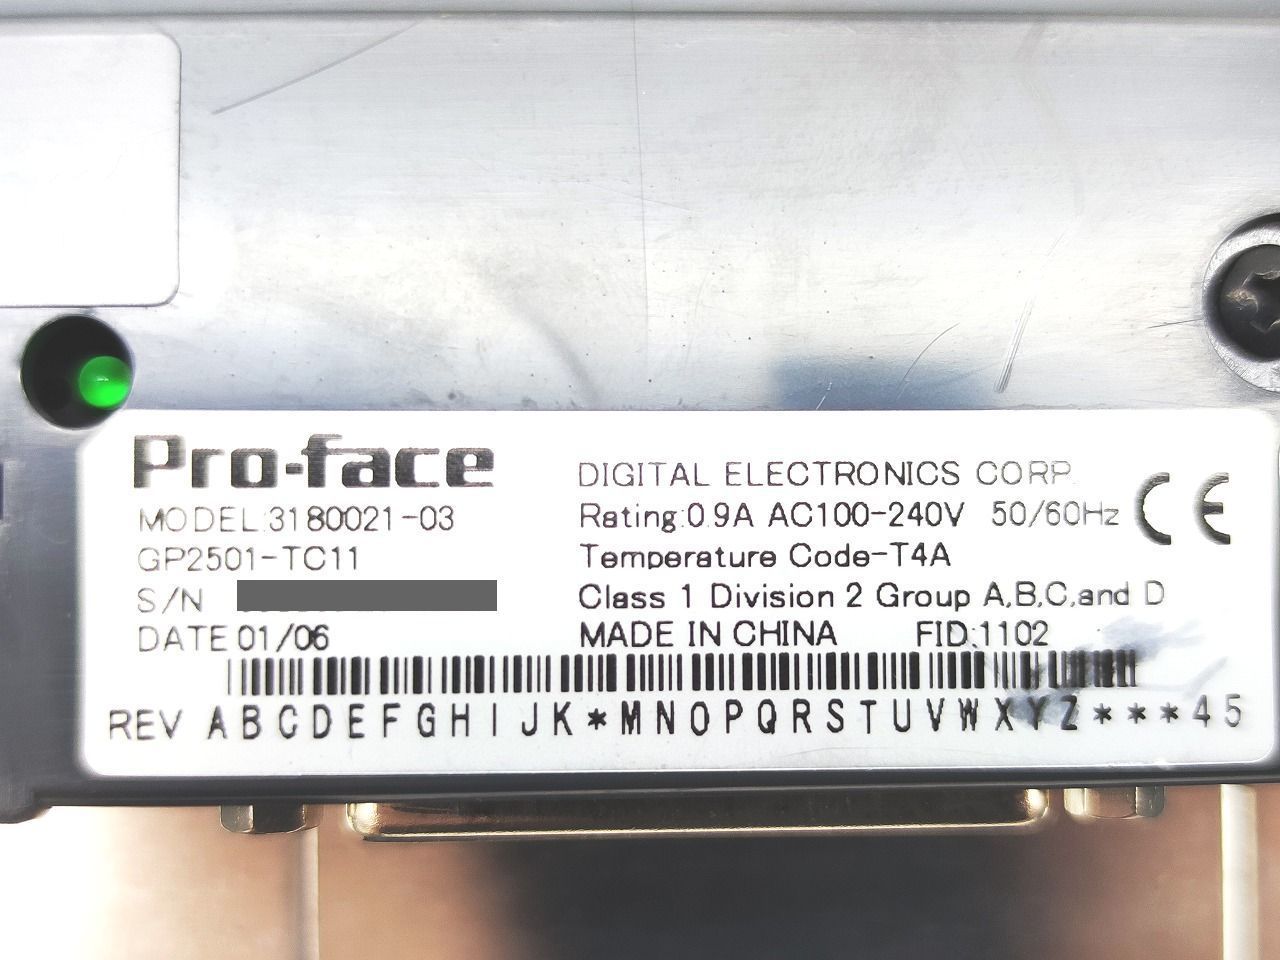 Pro-face
MODEL:3180021-03
GP2501-TC11
S/N
DATE 01/06
DIGITAL ELECTRONICS CORP.
Rating:0.9A AC100-240V 50/60Hz
Temperature Code-T4A
Class 1 Division 2 Group A,B,C,and D
MADE IN CHINA FID:1102
CE
REV A B C D E F G H I J K * M N O P Q R S T U V W X Y Z * * * 4 5